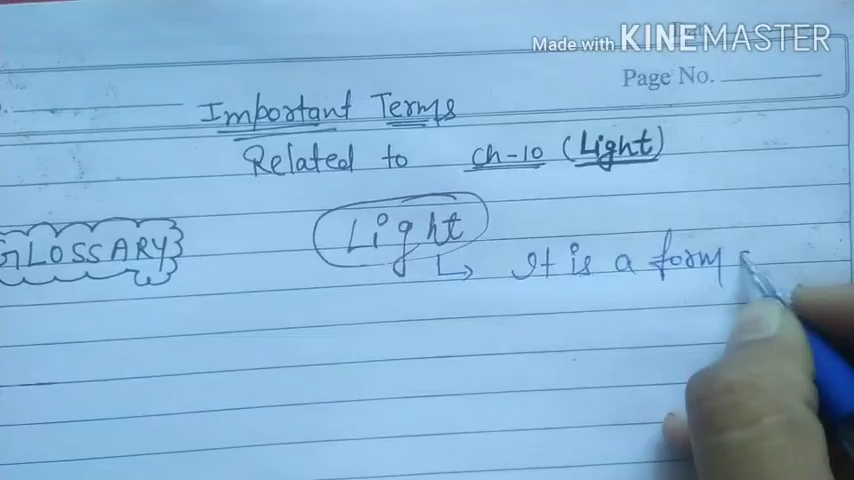 Made with KINEMASTER
Page No.
Important Terms
Related to Ch-10 (Light)
GLOSSARY
Light
It is a form